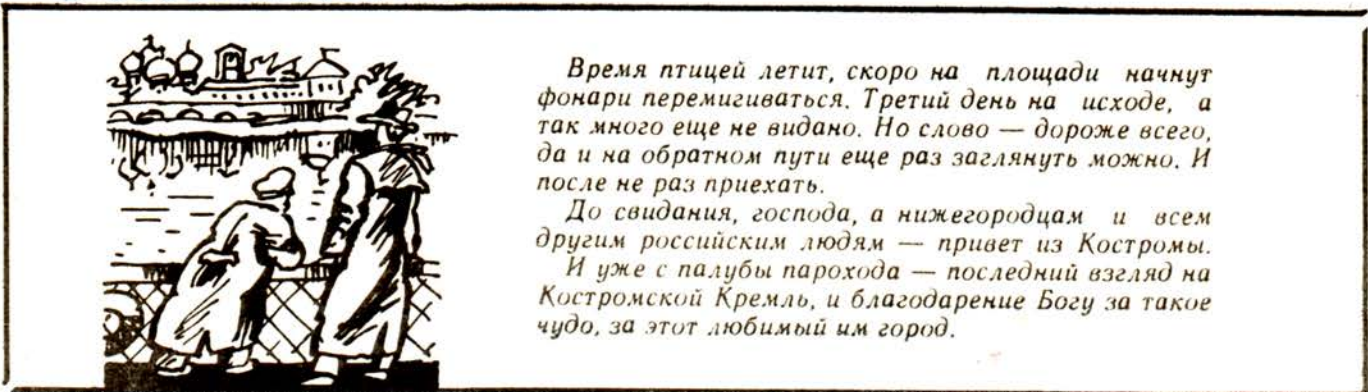 Время птицей летит, скоро на площади начнут
фонари перемигиваться. Третий день на исходе, а
так много еще не видано. Но слово — дороже всего,
да и на обратном пути еще раз заглянуть можно. И
после не раз приехать.
До свидания, господа, а нижегородцам и всем
другим российским людям — привет из Костромы.
И уже с палубы парохода — последний взгляд на
Костромской Кремль, и благодарение Богу за такое
чудо, за этот любимый им город.